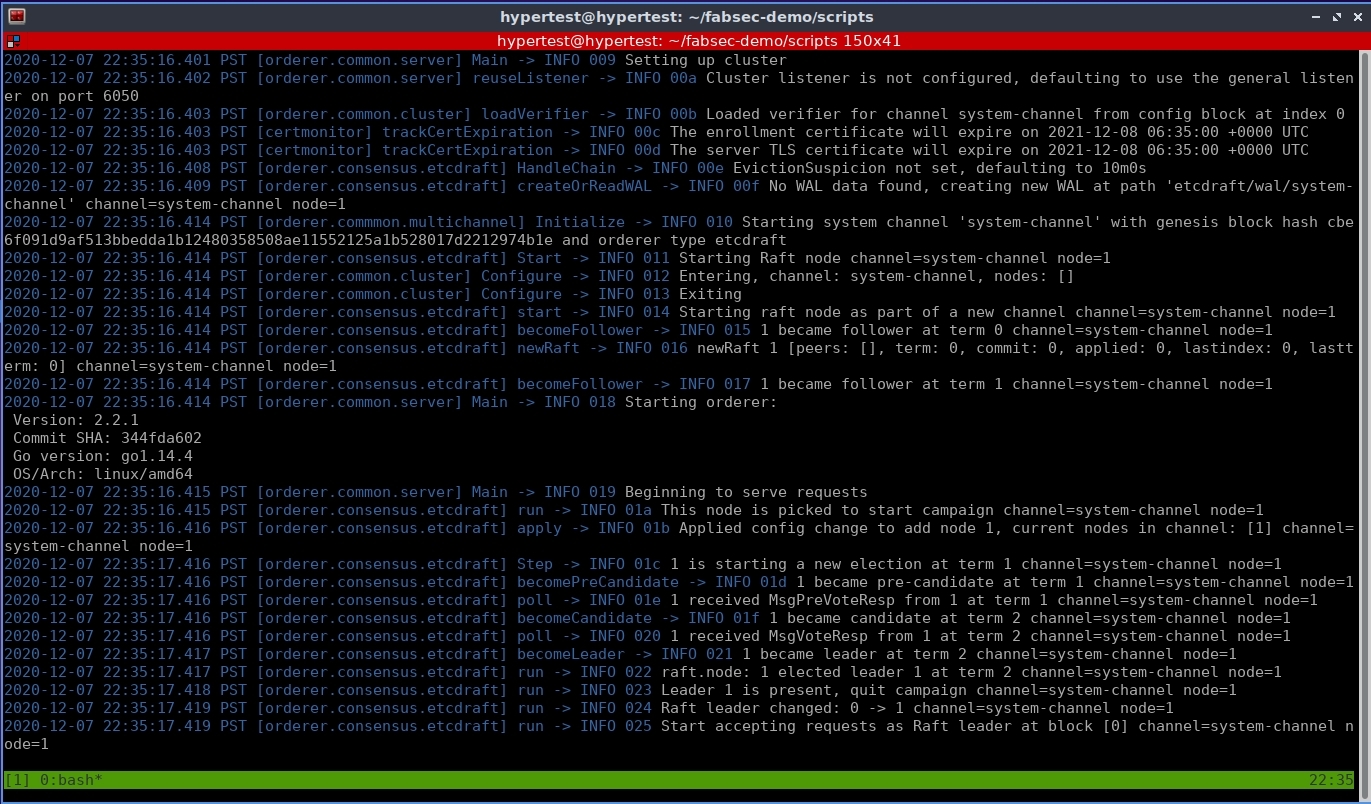 hypertest@hypertest: ~/fabsec-demo/scripts
hypertest@hypertest: ~/fabsec-demo/scripts 150x41
2020-12-07 22:35:16.401 PST [orderer.common.server] Main -> INFO 009 Setting up cluster
2020-12-07 22:35:16.402 PST [orderer.common.server] reuseListener -> INFO 00a Cluster listener is not configured, defaulting to use the general listen
er on port 6050
2020-12-07 22:35:16.403 PST [orderer.common.cluster] loadVerifier -> INFO 00b Loaded verifier for channel system-channel from config block at index 0
2020-12-07 22:35:16.403 PST [certmonitor] trackCertExpiration -> INFO 00c The enrollment certificate will expire on 2021-12-08 06:35:00 +0000 UTC
2020-12-07 22:35:16.403 PST [certmonitor] trackCertExpiration -> INFO 00d The server TLS certificate will expire on 2021-12-08 06:35:00 +0000 UTC
2020-12-07 22:35:16.408 PST [orderer.consensus.etcdraft] HandleChain -> INFO 00e EvictionSuspicion not set, defaulting to 10m0s
2020-12-07 22:35:16.409 PST [orderer.consensus.etcdraft] createOrReadWAL -> INFO 00f No WAL data found, creating new WAL at path 'etcdraft/wal/system-
channel' channel=system-channel node=1
2020-12-07 22:35:16.414 PST [orderer.commmon.multichannel] Initialize -> INFO 010 Starting system channel 'system-channel' with genesis block hash cbe
6f091d9af513bbedda1b12480358508ae11552125a1b528017d2212974b1e and orderer type etcdraft
2020-12-07 22:35:16.414 PST [orderer.consensus.etcdraft] Start -> INFO 011 Starting Raft node channel=system-channel node=1
2020-12-07 22:35:16.414 PST [orderer.common.cluster] Configure -> INFO 012 Entering, channel: system-channel, nodes: []
2020-12-07 22:35:16.414 PST [orderer.common.cluster] Configure -> INFO 013 Exiting
2020-12-07 22:35:16.414 PST [orderer.consensus.etcdraft] start -> INFO 014 Starting raft node as part of a new channel channel=system-channel node=1
2020-12-07 22:35:16.414 PST [orderer.consensus.etcdraft] becomeFollower -> INFO 015 1 became follower at term 0 channel=system-channel node=1
2020-12-07 22:35:16.414 PST [orderer.consensus.etcdraft] newRaft -> INFO 016 newRaft 1 [peers: [], term: 0, commit: 0, applied: 0, lastindex: 0, lastt
erm: 0] channel=system-channel node=1
2020-12-07 22:35:16.414 PST [orderer.consensus.etcdraft] becomeFollower -> INFO 017 1 became follower at term 1 channel=system-channel node=1
2020-12-07 22:35:16.414 PST [orderer.common.server] Main -> INFO 018 Starting orderer:
Version: 2.2.1
Commit SHA: 344fda602
Go version: go1.14.4
OS/Arch: linux/amd64
2020-12-07 22:35:16.415 PST [orderer.common.server] Main -> INFO 019 Beginning to serve requests
2020-12-07 22:35:16.415 PST [orderer.consensus.etcdraft] run -> INFO 01a This node is picked to start campaign channel=system-channel node=1
2020-12-07 22:35:16.416 PST [orderer.consensus.etcdraft] apply -> INFO 01b Applied config change to add node 1, current nodes in channel: [1] channel=
system-channel node=1
2020-12-07 22:35:17.416 PST [orderer.consensus.etcdraft] Step -> INFO 01c 1 is starting a new election at term 1 channel=system-channel node=1
2020-12-07 22:35:17.416 PST [orderer.consensus.etcdraft] becomePreCandidate -> INFO 01d 1 became pre-candidate at term 1 channel=system-channel node=1
2020-12-07 22:35:17.416 PST [orderer.consensus.etcdraft] poll -> INFO 01e 1 received MsgPreVoteResp from 1 at term 1 channel=system-channel node=1
2020-12-07 22:35:17.416 PST [orderer.consensus.etcdraft] becomeCandidate -> INFO 01f 1 became candidate at term 2 channel=system-channel node=1
2020-12-07 22:35:17.416 PST [orderer.consensus.etcdraft] poll -> INFO 020 1 received MsgVoteResp from 1 at term 2 channel=system-channel node=1
2020-12-07 22:35:17.417 PST [orderer.consensus.etcdraft] becomeLeader -> INFO 021 1 became leader at term 2 channel=system-channel node=1
2020-12-07 22:35:17.417 PST [orderer.consensus.etcdraft] run -> INFO 022 raft.node: 1 elected leader 1 at term 2 channel=system-channel node=1
2020-12-07 22:35:17.418 PST [orderer.consensus.etcdraft] run -> INFO 023 Leader 1 is present, quit campaign channel=system-channel node=1
2020-12-07 22:35:17.419 PST [orderer.consensus.etcdraft] run -> INFO 024 Raft leader changed: 0 -> 1 channel=system-channel node=1
2020-12-07 22:35:17.419 PST [orderer.consensus.etcdraft] run -> INFO 025 Start accepting requests as Raft leader at block [0] channel=system-channel n
ode=1
[1] 0:bash* 22:35